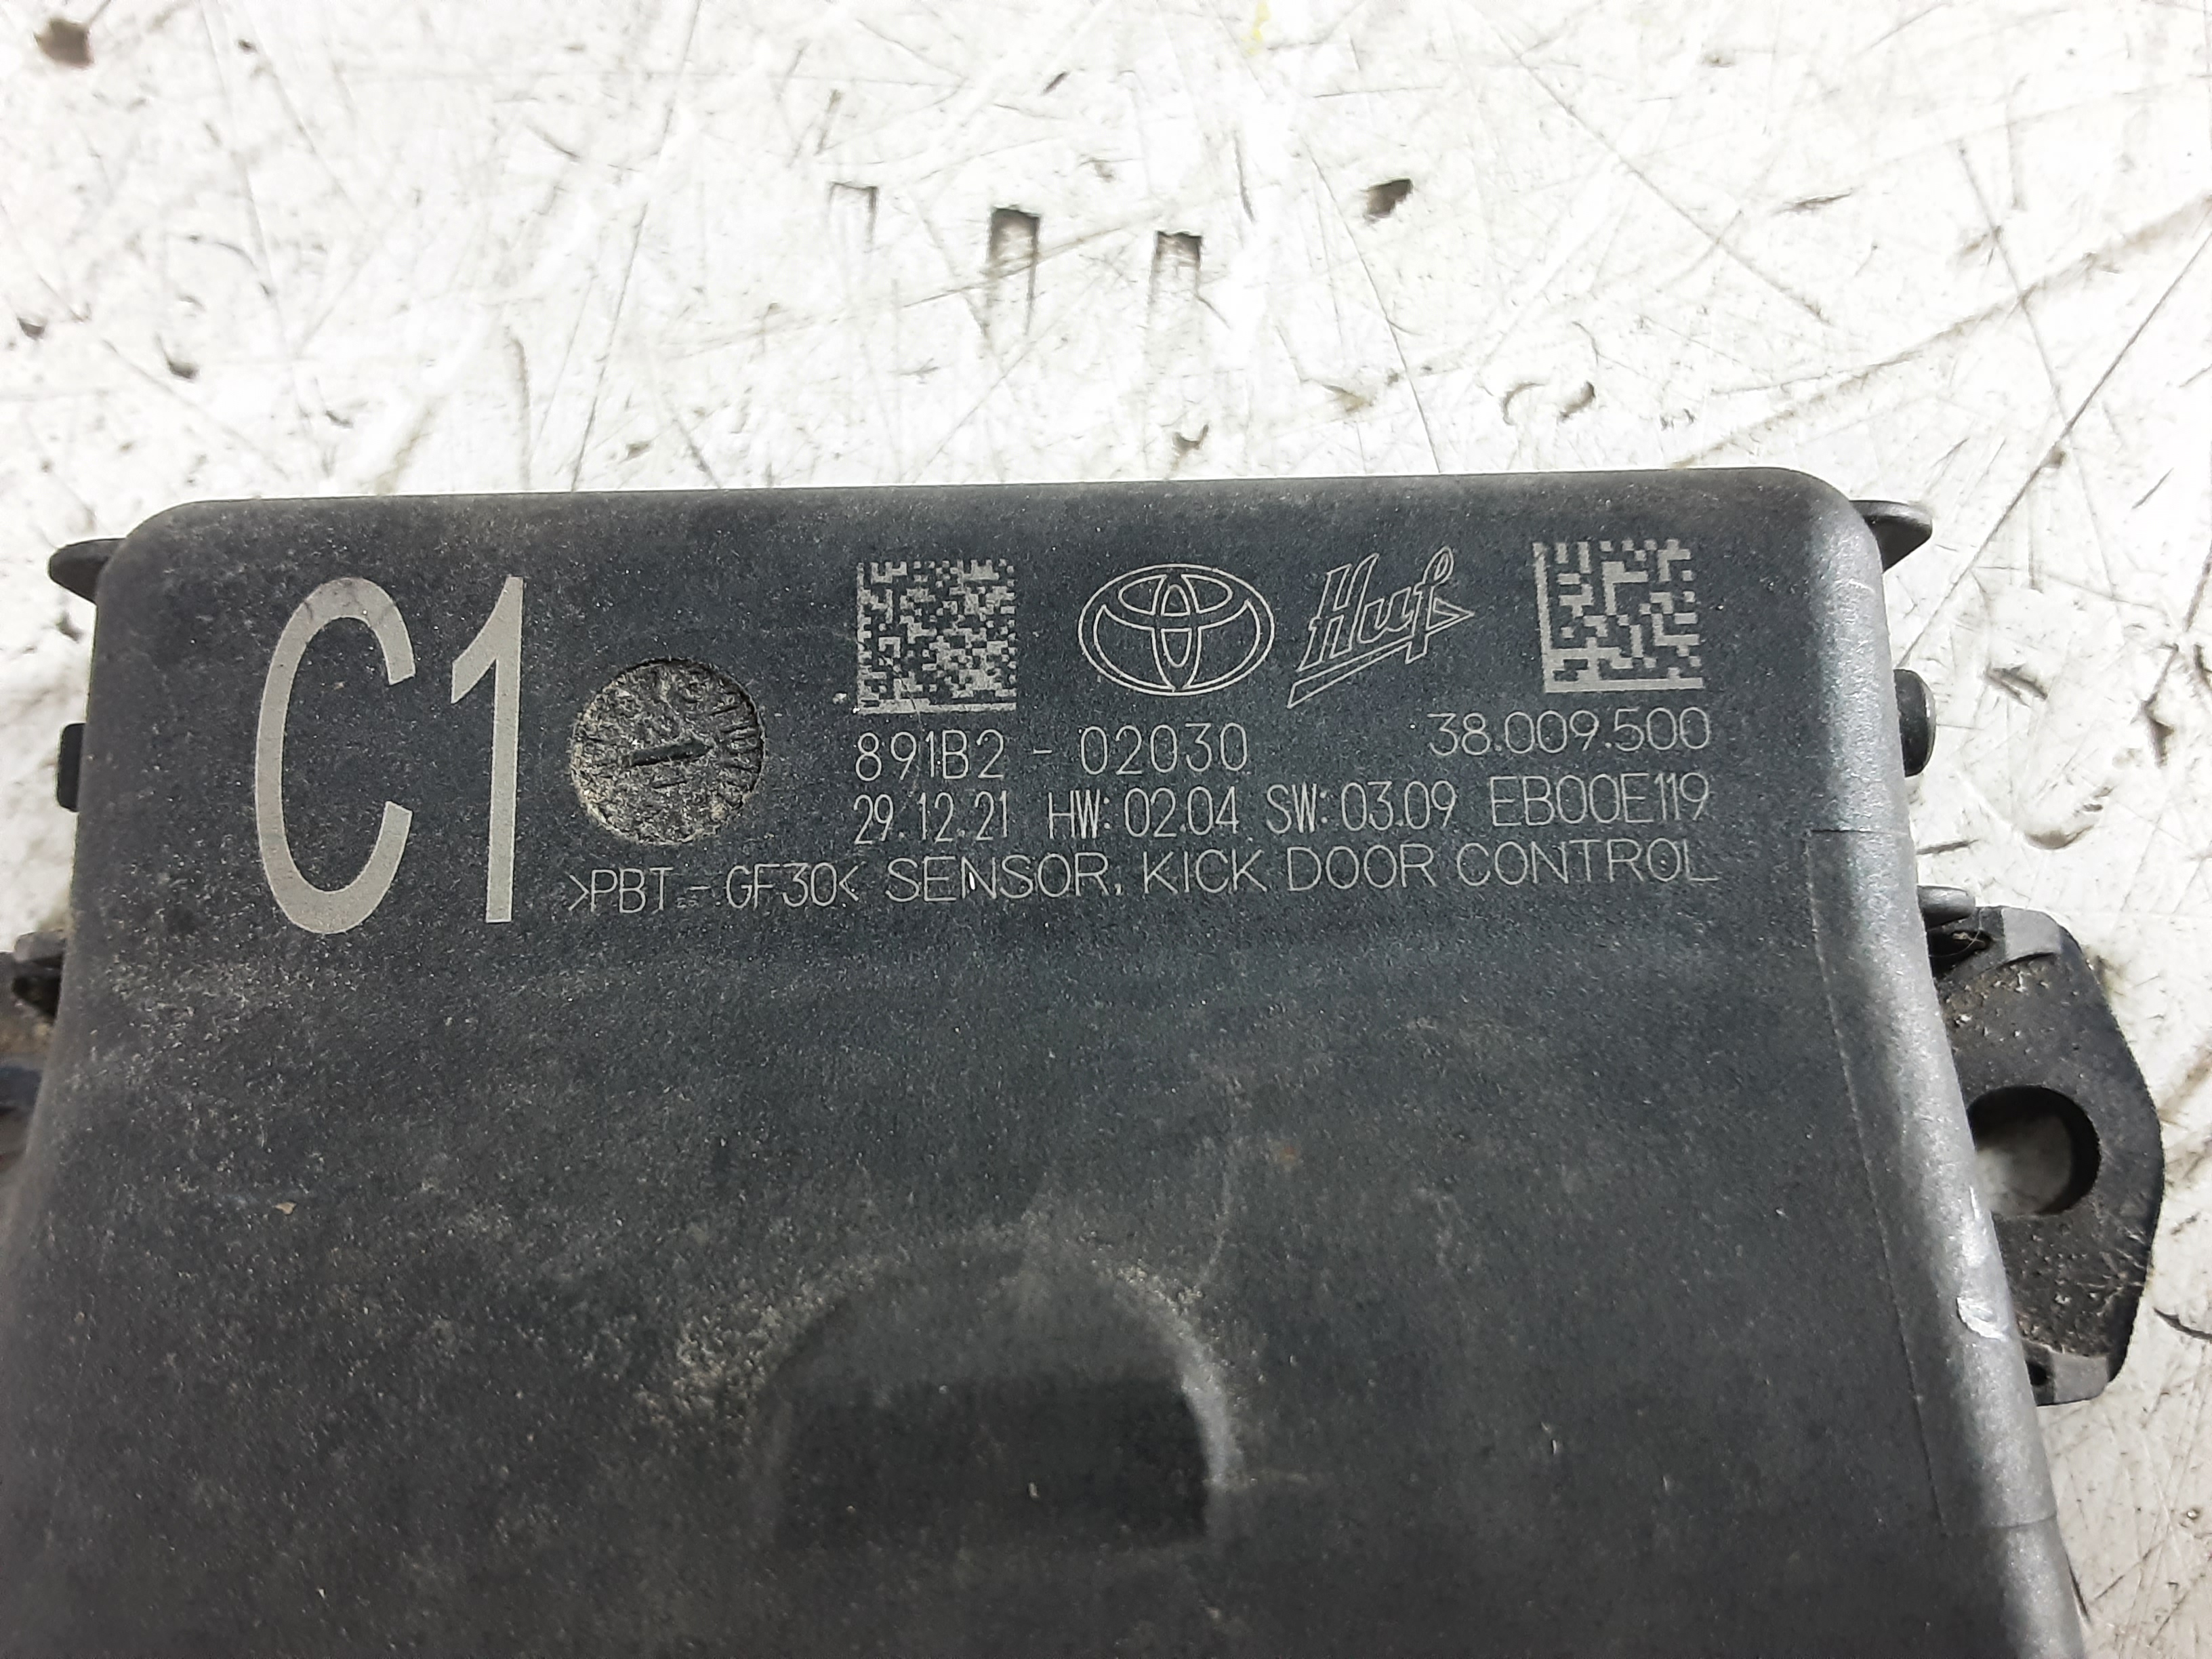 C1
Huf
891B2 - 02030
38.009.500
29.12.21 HW: 02.04 SW: 03.09 EB00E119
>PBT - GF30< SENSOR, KICK DOOR CONTROL